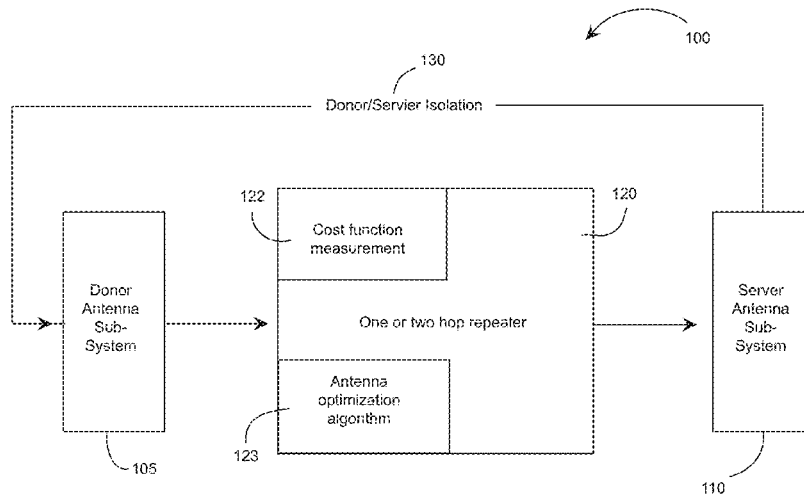 100
130
Donor/Servier Isolation
122
120
Cost function
measurement
Donor
Antenna
Sub-
System
One or two hop repeater
Server
Antenna
Sub-
System
Antenna
optimization
algorithm
123
105
110